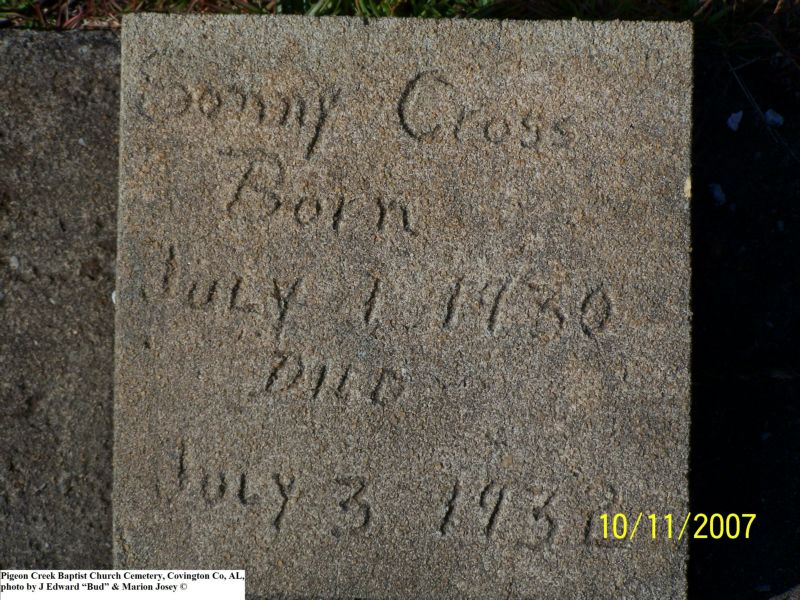 Sonny Cross
Born
July 1, 1930
DIED
July 3 1932
10/11/2007
Pigeon Creek Baptist Church Cemetery, Covington Co, AL,
photo by J Edward “Bud” & Marion Josey ©